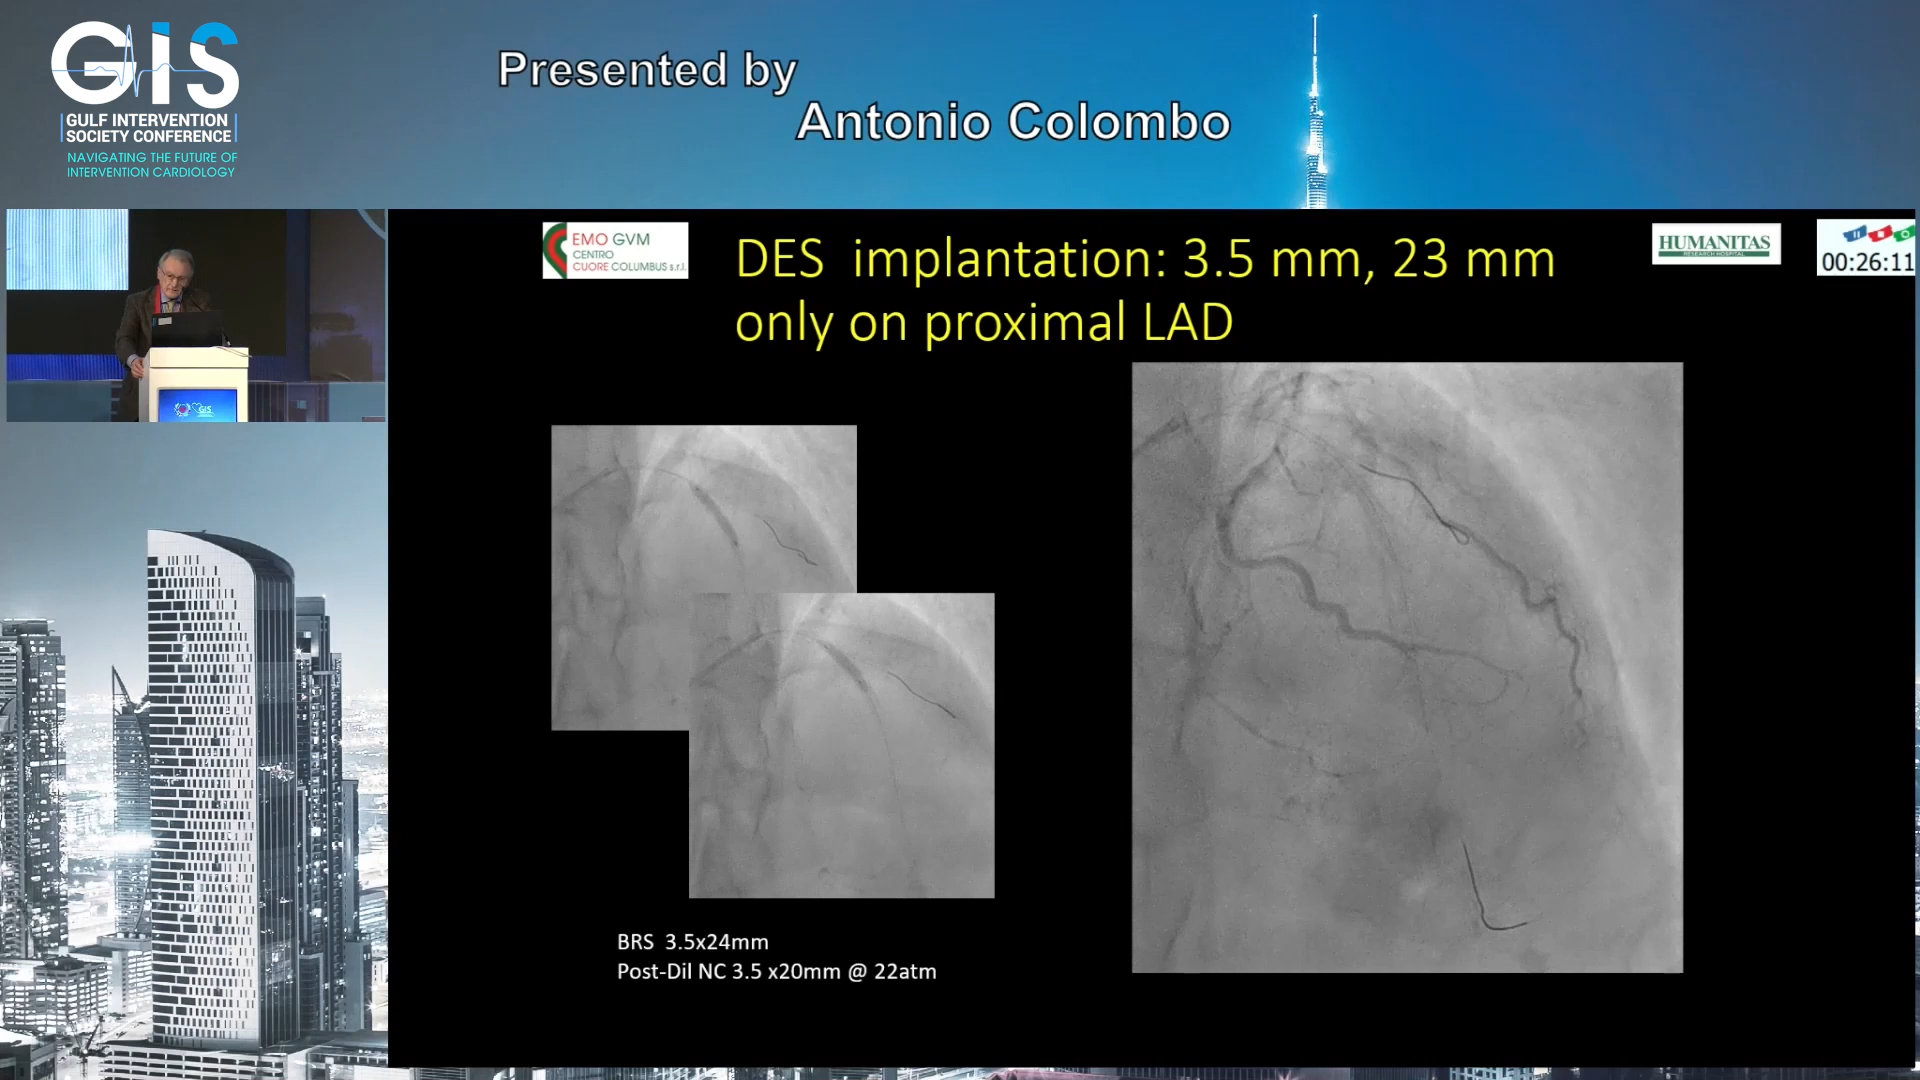 GIS
GULF INTERVENTION
SOCIETY CONFERENCE
NAVIGATING THE FUTURE OF
INTERVENTION CARDIOLOGY
Presented by
Antonio Colombo
EMO GVM
CENTRO
CUORE COLUMBUS s.r.l.
DES implantation: 3.5 mm, 23 mm
only on proximal LAD
HUMANITAS
RESEARCH HOSPITAL
00:26:11
GIS
BRS 3.5x24mm
Post-Dil NC 3.5 x20mm @ 22atm